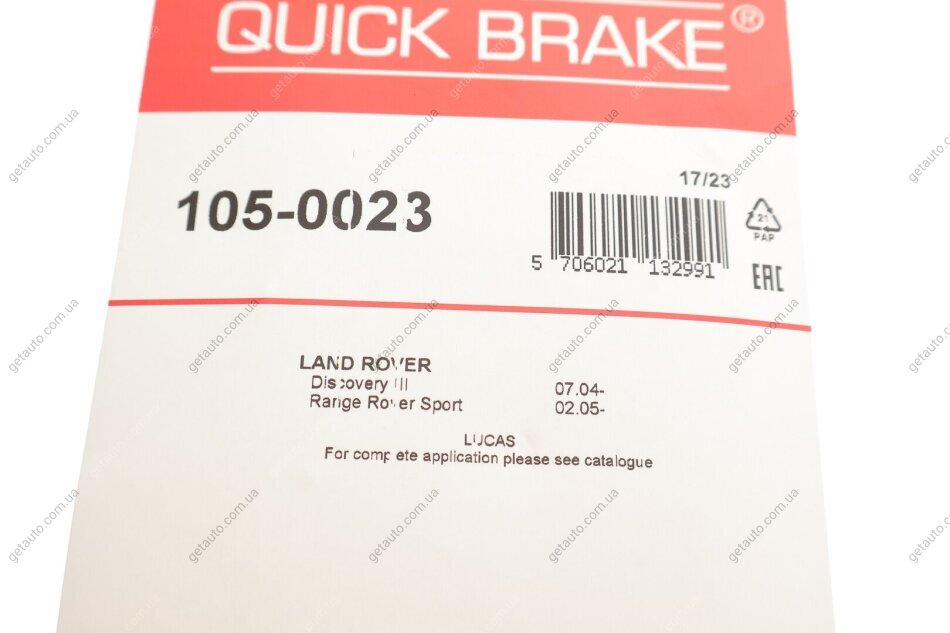 QUICK BRAKE®
105-0023
17/23
5 706021 132991
21
PAP
EAC
LAND ROVER
Discovery III 07.04-
Range Rover Sport 02.05-
LUCAS
For complete application please see catalogue
getauto.com.ua